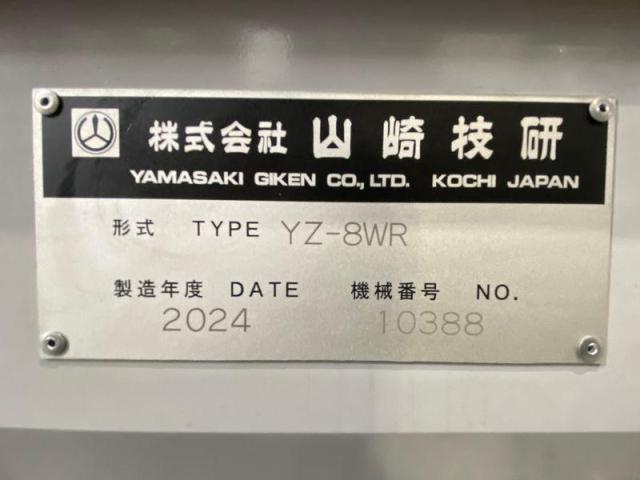 株式会社 山崎技研
YAMASAKI GIKEN CO., LTD. KOCHI JAPAN
形式 TYPE YZ-8WR
製造年度 DATE 機械番号 NO.
2024 10388